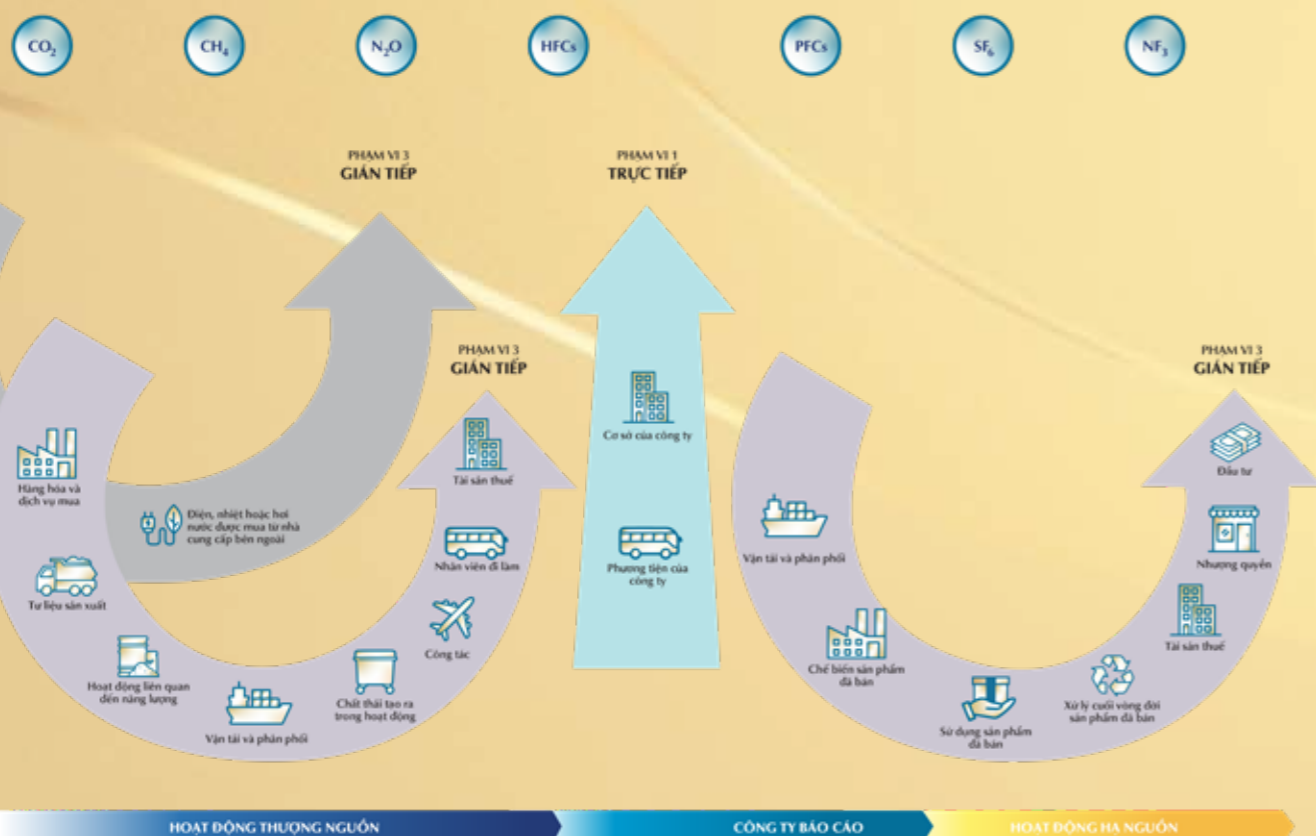 CO₂
CH₄
N₂O
HFCs
PFCs
SF₆
NF₃
PHẠM VI 3
GIÁN TIẾP
PHẠM VI 1
TRỰC TIẾP
PHẠM VI 3
GIÁN TIẾP
PHẠM VI 3
GIÁN TIẾP
Hàng hóa và
dịch vụ mua
Tư liệu sản xuất
Hoạt động liên quan
đến năng lượng
Vận tải và phân phối
Chất thải tạo ra
trong hoạt động
Công tác
Nhân viên đi làm
Tài sản thuê
Điện, nhiệt hoặc hơi
nước được mua từ nhà
cung cấp bên ngoài
Cơ sở của công ty
Phương tiện của
công ty
Vận tải và phân phối
Chế biến sản phẩm
đã bán
Sử dụng sản phẩm
đã bán
Xử lý cuối vòng đời
sản phẩm đã bán
Tài sản thuê
Nhượng quyền
Đầu tư
HOẠT ĐỘNG THƯỢNG NGUỒN
CÔNG TY BÁO CÁO
HOẠT ĐỘNG HẠ NGUỒN